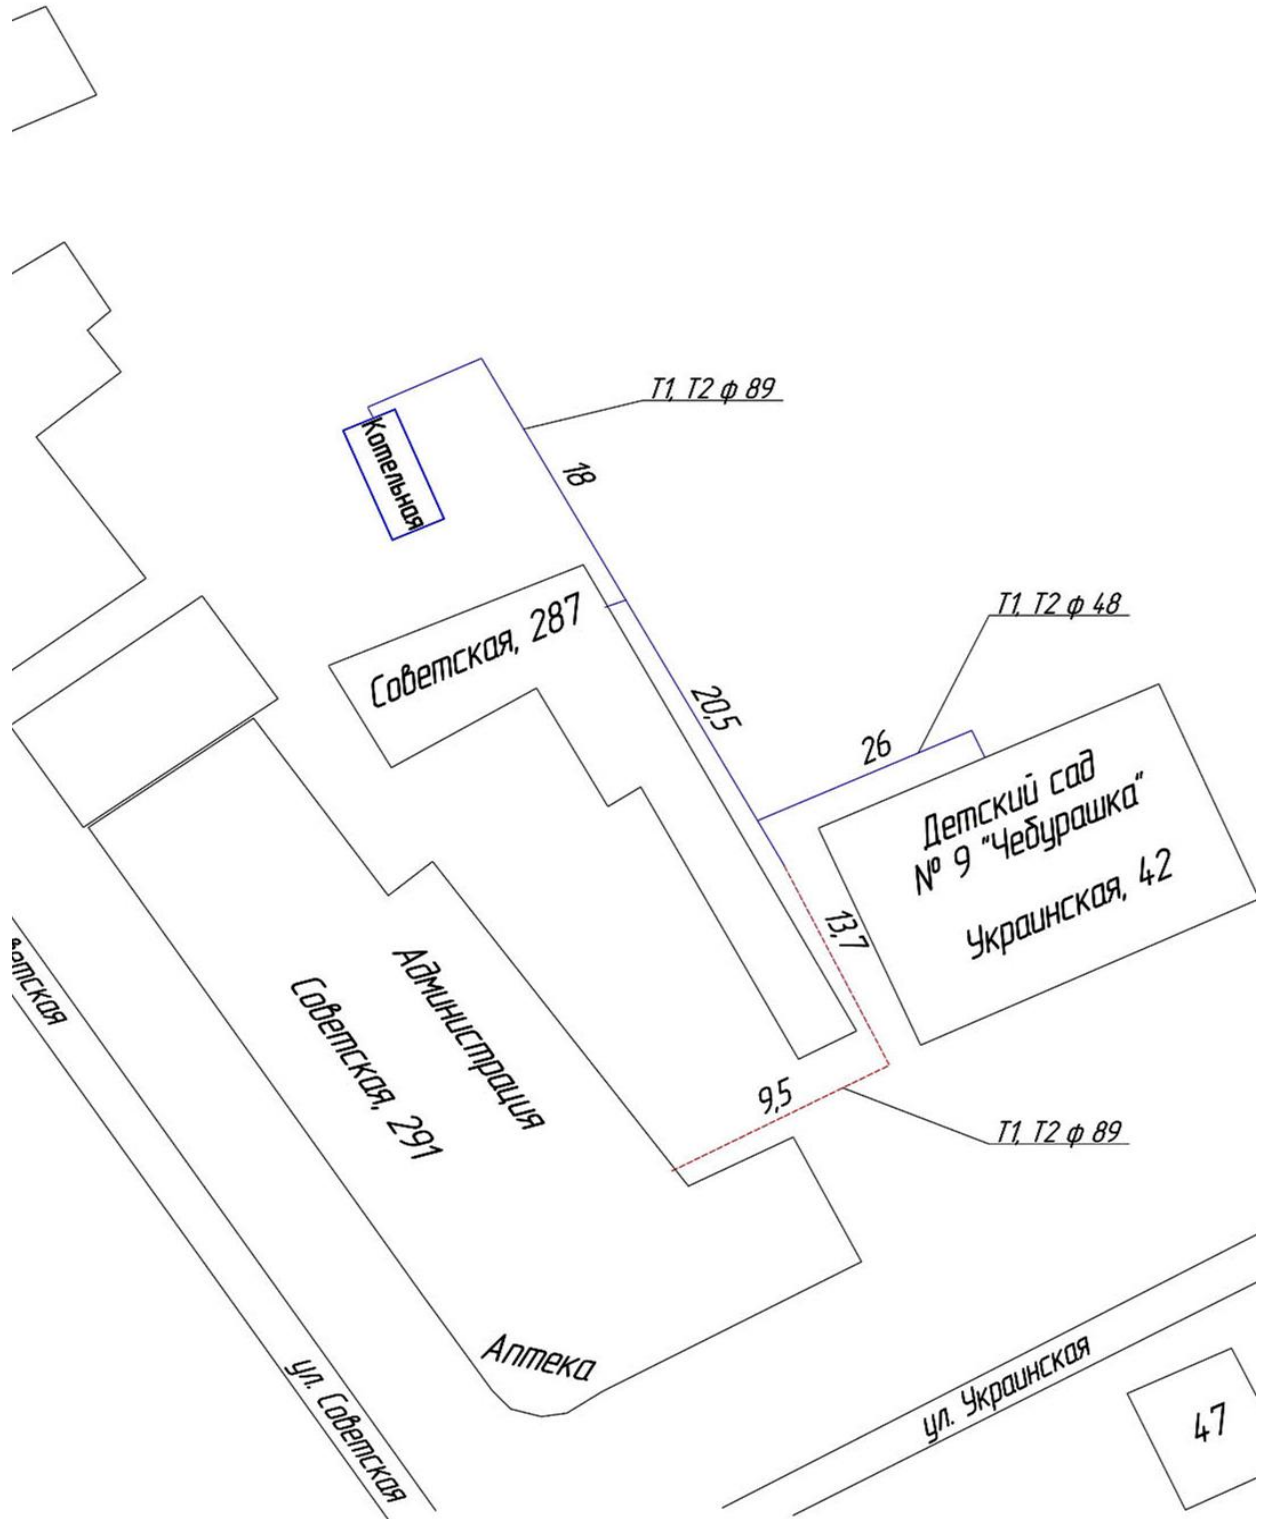 Т1, Т2 ф 89
Котельная
18
Советская, 287
Т1, Т2 ф 48
20,5
26
Детский сад
№ 9 "Чебурашка"
Украинская, 42
13,7
етская
Администрация
Советская, 291
9,5
Т1, Т2 ф 89
Аптека
ул. Советская
ул. Украинская
47